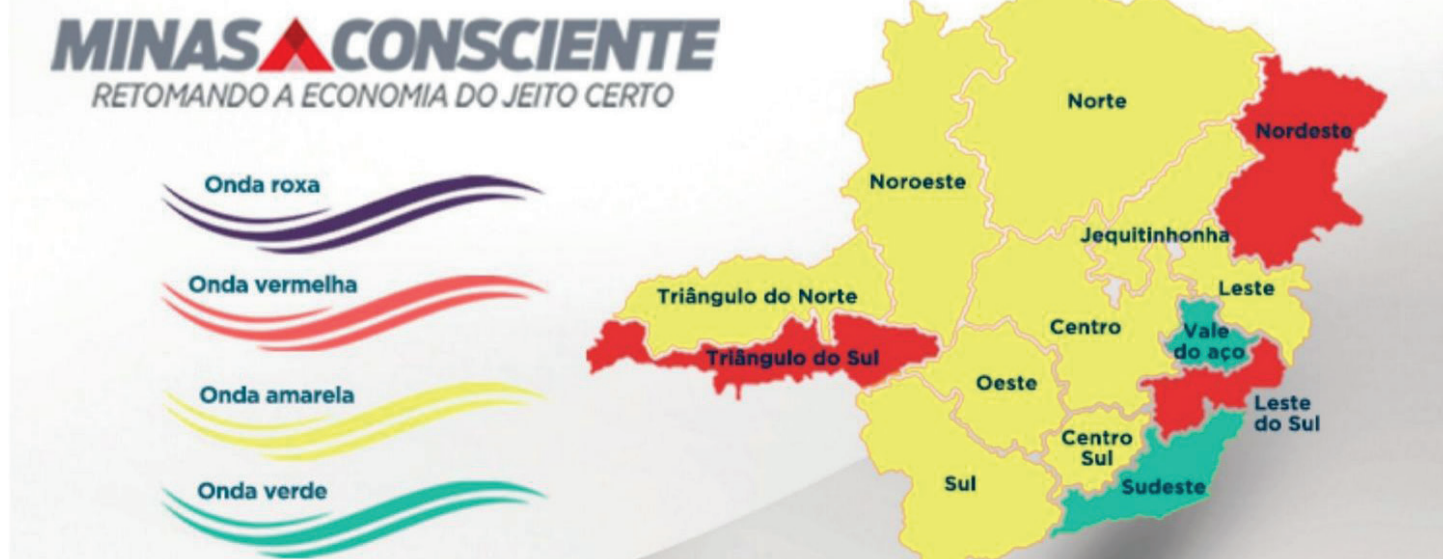 MINAS CONSCIENTE
RETOMANDO A ECONOMIA DO JEITO CERTO
Onda roxa
Onda vermelha
Onda amarela
Onda verde
Norte
Nordeste
Noroeste
Jequitinhonha
Leste
Triângulo do Norte
Centro
Vale
do aço
Triângulo do Sul
Oeste
Leste
do Sul
Centro
Sul
Sul
Sudeste